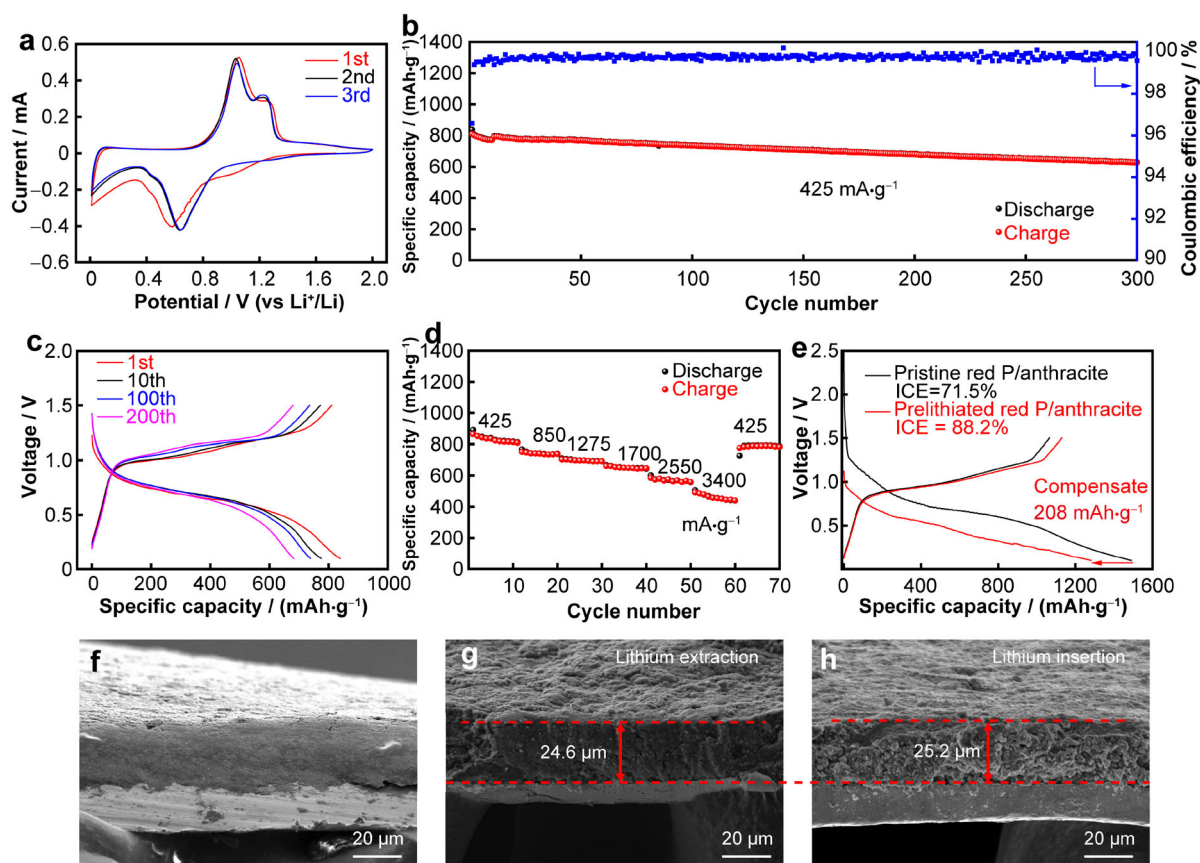 a
0.6
0.4
0.2
0
−0.2
−0.4
−0.6
Current / mA
1st
2nd
3rd
0
0.4
0.8
1.2
1.6
2.0
Potential / V (vs Li⁺/Li)
b
1400
1200
1000
800
600
400
200
0
Specific capacity / (mAh·g⁻¹)
425 mA·g⁻¹
Discharge
Charge
50
100
150
200
250
300
Cycle number
100
98
96
94
92
90
Coulombic efficiency / %
c
2.0
1.5
1.0
0.5
0
Voltage / V
1st
10th
100th
200th
0
200
400
600
800
1000
Specific capacity / (mAh·g⁻¹)
d
1400
1200
1000
800
600
400
200
0
Specific capacity / (mAh·g⁻¹)
Discharge
Charge
425
850
1275
1700
2550
3400
425
mA·g⁻¹
0
10
20
30
40
50
60
70
Cycle number
e
2.5
2.0
1.5
1.0
0.5
Voltage / V
Pristine red P/anthracite
ICE=71.5%
Prelithiated red P/anthracite
ICE = 88.2%
Compensate
208 mAh·g⁻¹
0
400
800
1200
1600
Specific capacity / (mAh·g⁻¹)
f
20 µm
g
Lithium extraction
24.6 µm
20 µm
h
Lithium insertion
25.2 µm
20 µm